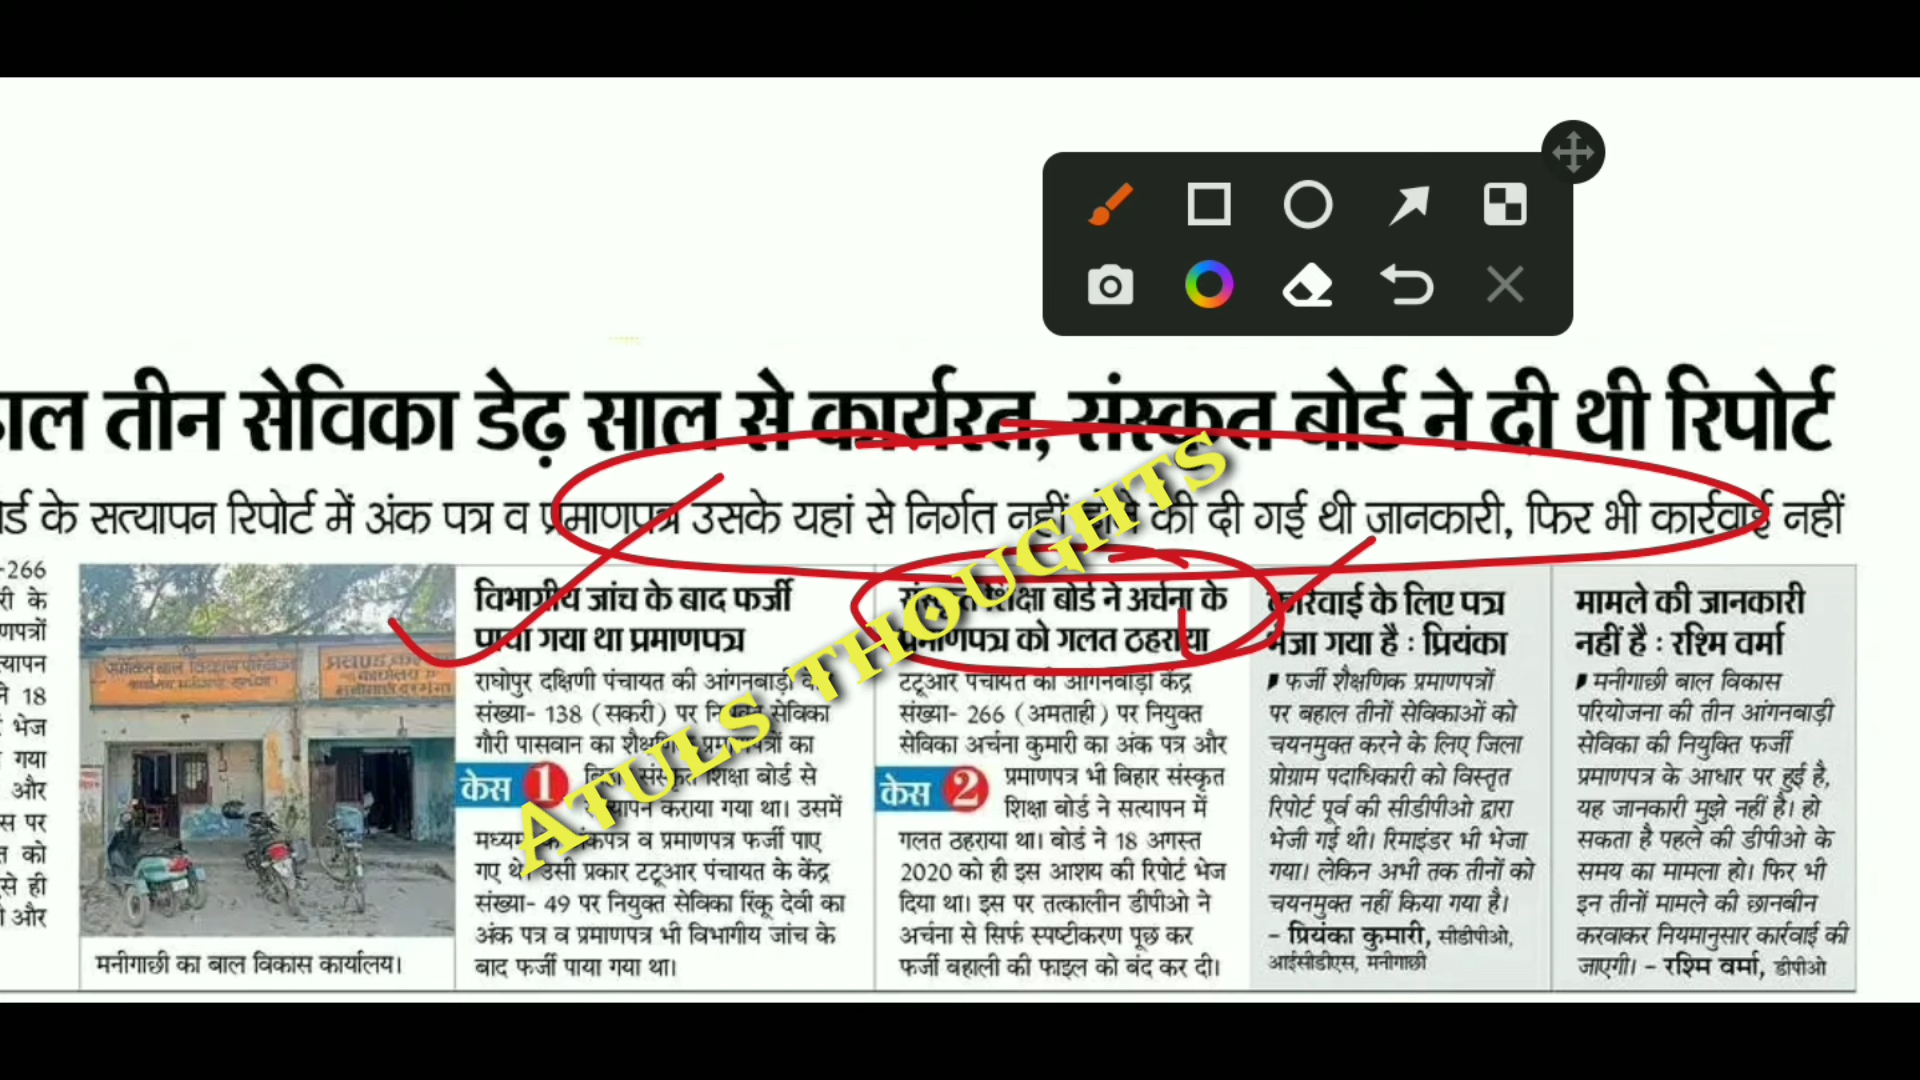 तीन सेविका डेढ़ साल से कार्यरत, संस्कृत बोर्ड ने दी थी रिपोर्ट
के सत्यापन रिपोर्ट में अंक पत्र व प्रमाणपत्र उसके यहां से निर्गत नहीं की दी गई थी जानकारी, फिर भी कार्रवाई नहीं
-266
के
18
भेज
गया
और
पर
को
ही
और
मनीगाछी का बाल विकास कार्यालय।
विभागीय जांच के बाद फर्जी
पाया गया था प्रमाणपत्र
राघोपुर दक्षिणी पंचायत की आंगनबाड़ी
संख्या- 138 (सकरी) पर नियुक्त सेविका
गौरी पासवान का
केस 1
शिक्षा बोर्ड से
कराया गया था। उसमें
व प्रमाणपत्र फर्जी पाए
गए उसी प्रकार टटूआर पंचायत के केंद्र
संख्या- 49 पर नियुक्त सेविका रिंकू देवी का
अंक पत्र व प्रमाणपत्र भी विभागीय जांच के
बाद फर्जी पाया गया था।
संस्कृत शिक्षा बोर्ड ने अर्चना के
प्रमाणपत्र को गलत ठहराया
टटूआर पंचायत की आंगनबाड़ी केंद्र
संख्या- 266 (अमताही) पर नियुक्त
सेविका अर्चना कुमारी का अंक पत्र और
केस 2
प्रमाणपत्र भी बिहार संस्कृत
शिक्षा बोर्ड ने सत्यापन में
गलत ठहराया था। बोर्ड ने 18 अगस्त
2020 को ही इस आशय की रिपोर्ट भेज
दिया था। इस पर तत्कालीन डीपीओ ने
अर्चना से सिर्फ स्पष्टीकरण पूछ कर
फर्जी बहाली की फाइल को बंद कर दी।
कार्रवाई के लिए पत्र
भेजा गया है : प्रियंका
फर्जी शैक्षणिक प्रमाणपत्रों
पर बहाल तीनों सेविकाओं को
चयनमुक्त करने के लिए जिला
प्रोग्राम पदाधिकारी को विस्तृत
रिपोर्ट पूर्व की सीडीपीओ द्वारा
भेजी गई थी। रिमाइंडर भी भेजा
गया। लेकिन अभी तक तीनों को
चयनमुक्त नहीं किया गया है।
- प्रियंका कुमारी, सीडीपीओ,
आईसीडीएस, मनीगाछी
मामले की जानकारी
नहीं है : रश्मि वर्मा
मनीगाछी बाल विकास
परियोजना की तीन आंगनबाड़ी
सेविका की नियुक्ति फर्जी
प्रमाणपत्र के आधार पर हुई है,
यह जानकारी मुझे नहीं है। हो
सकता है पहले की डीपीओ के
समय का मामला हो। फिर भी
इन तीनों मामले की छानबीन
करवाकर नियमानुसार कार्रवाई की
जाएगी। - रश्मि वर्मा, डीपीओ
ATULS THOUGHTS